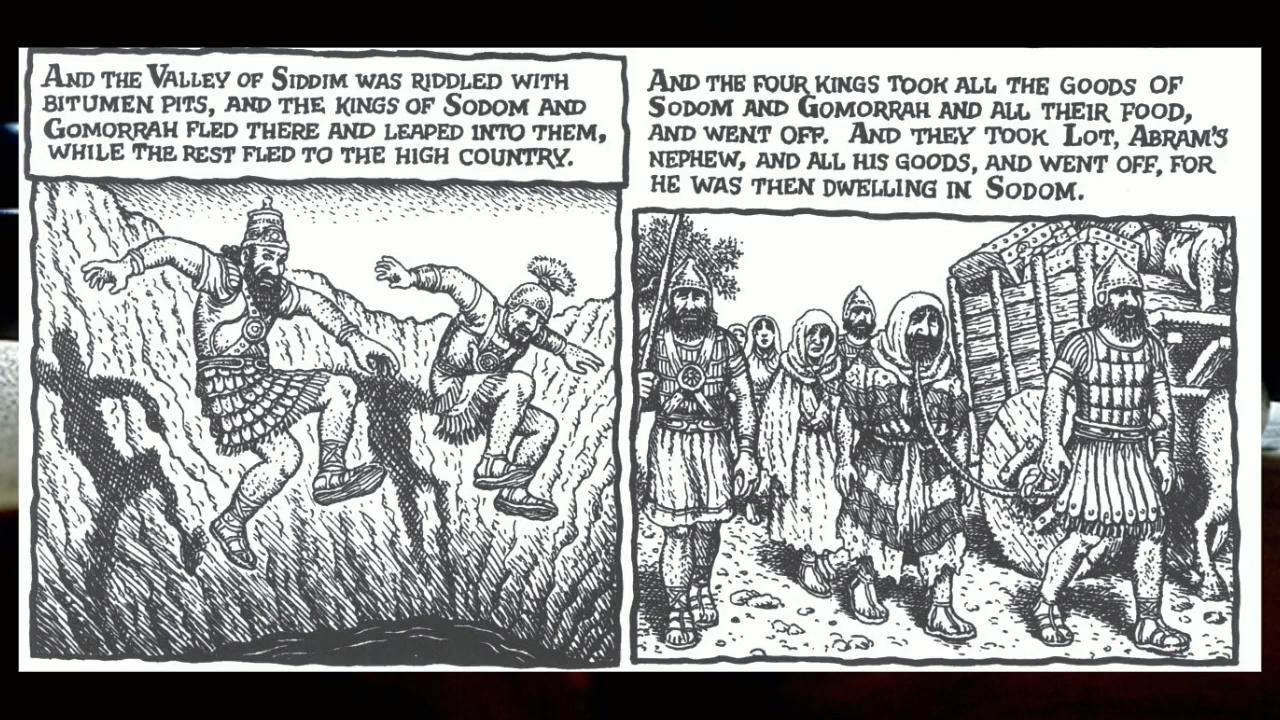 And the Valley of Siddim was riddled with
bitumen pits, and the kings of Sodom and
Gomorrah fled there and leaped into them,
while the rest fled to the high country.
And the four kings took all the goods of
Sodom and Gomorrah and all their food,
and went off. And they took Lot, Abram's
nephew, and all his goods, and went off, for
he was then dwelling in Sodom.